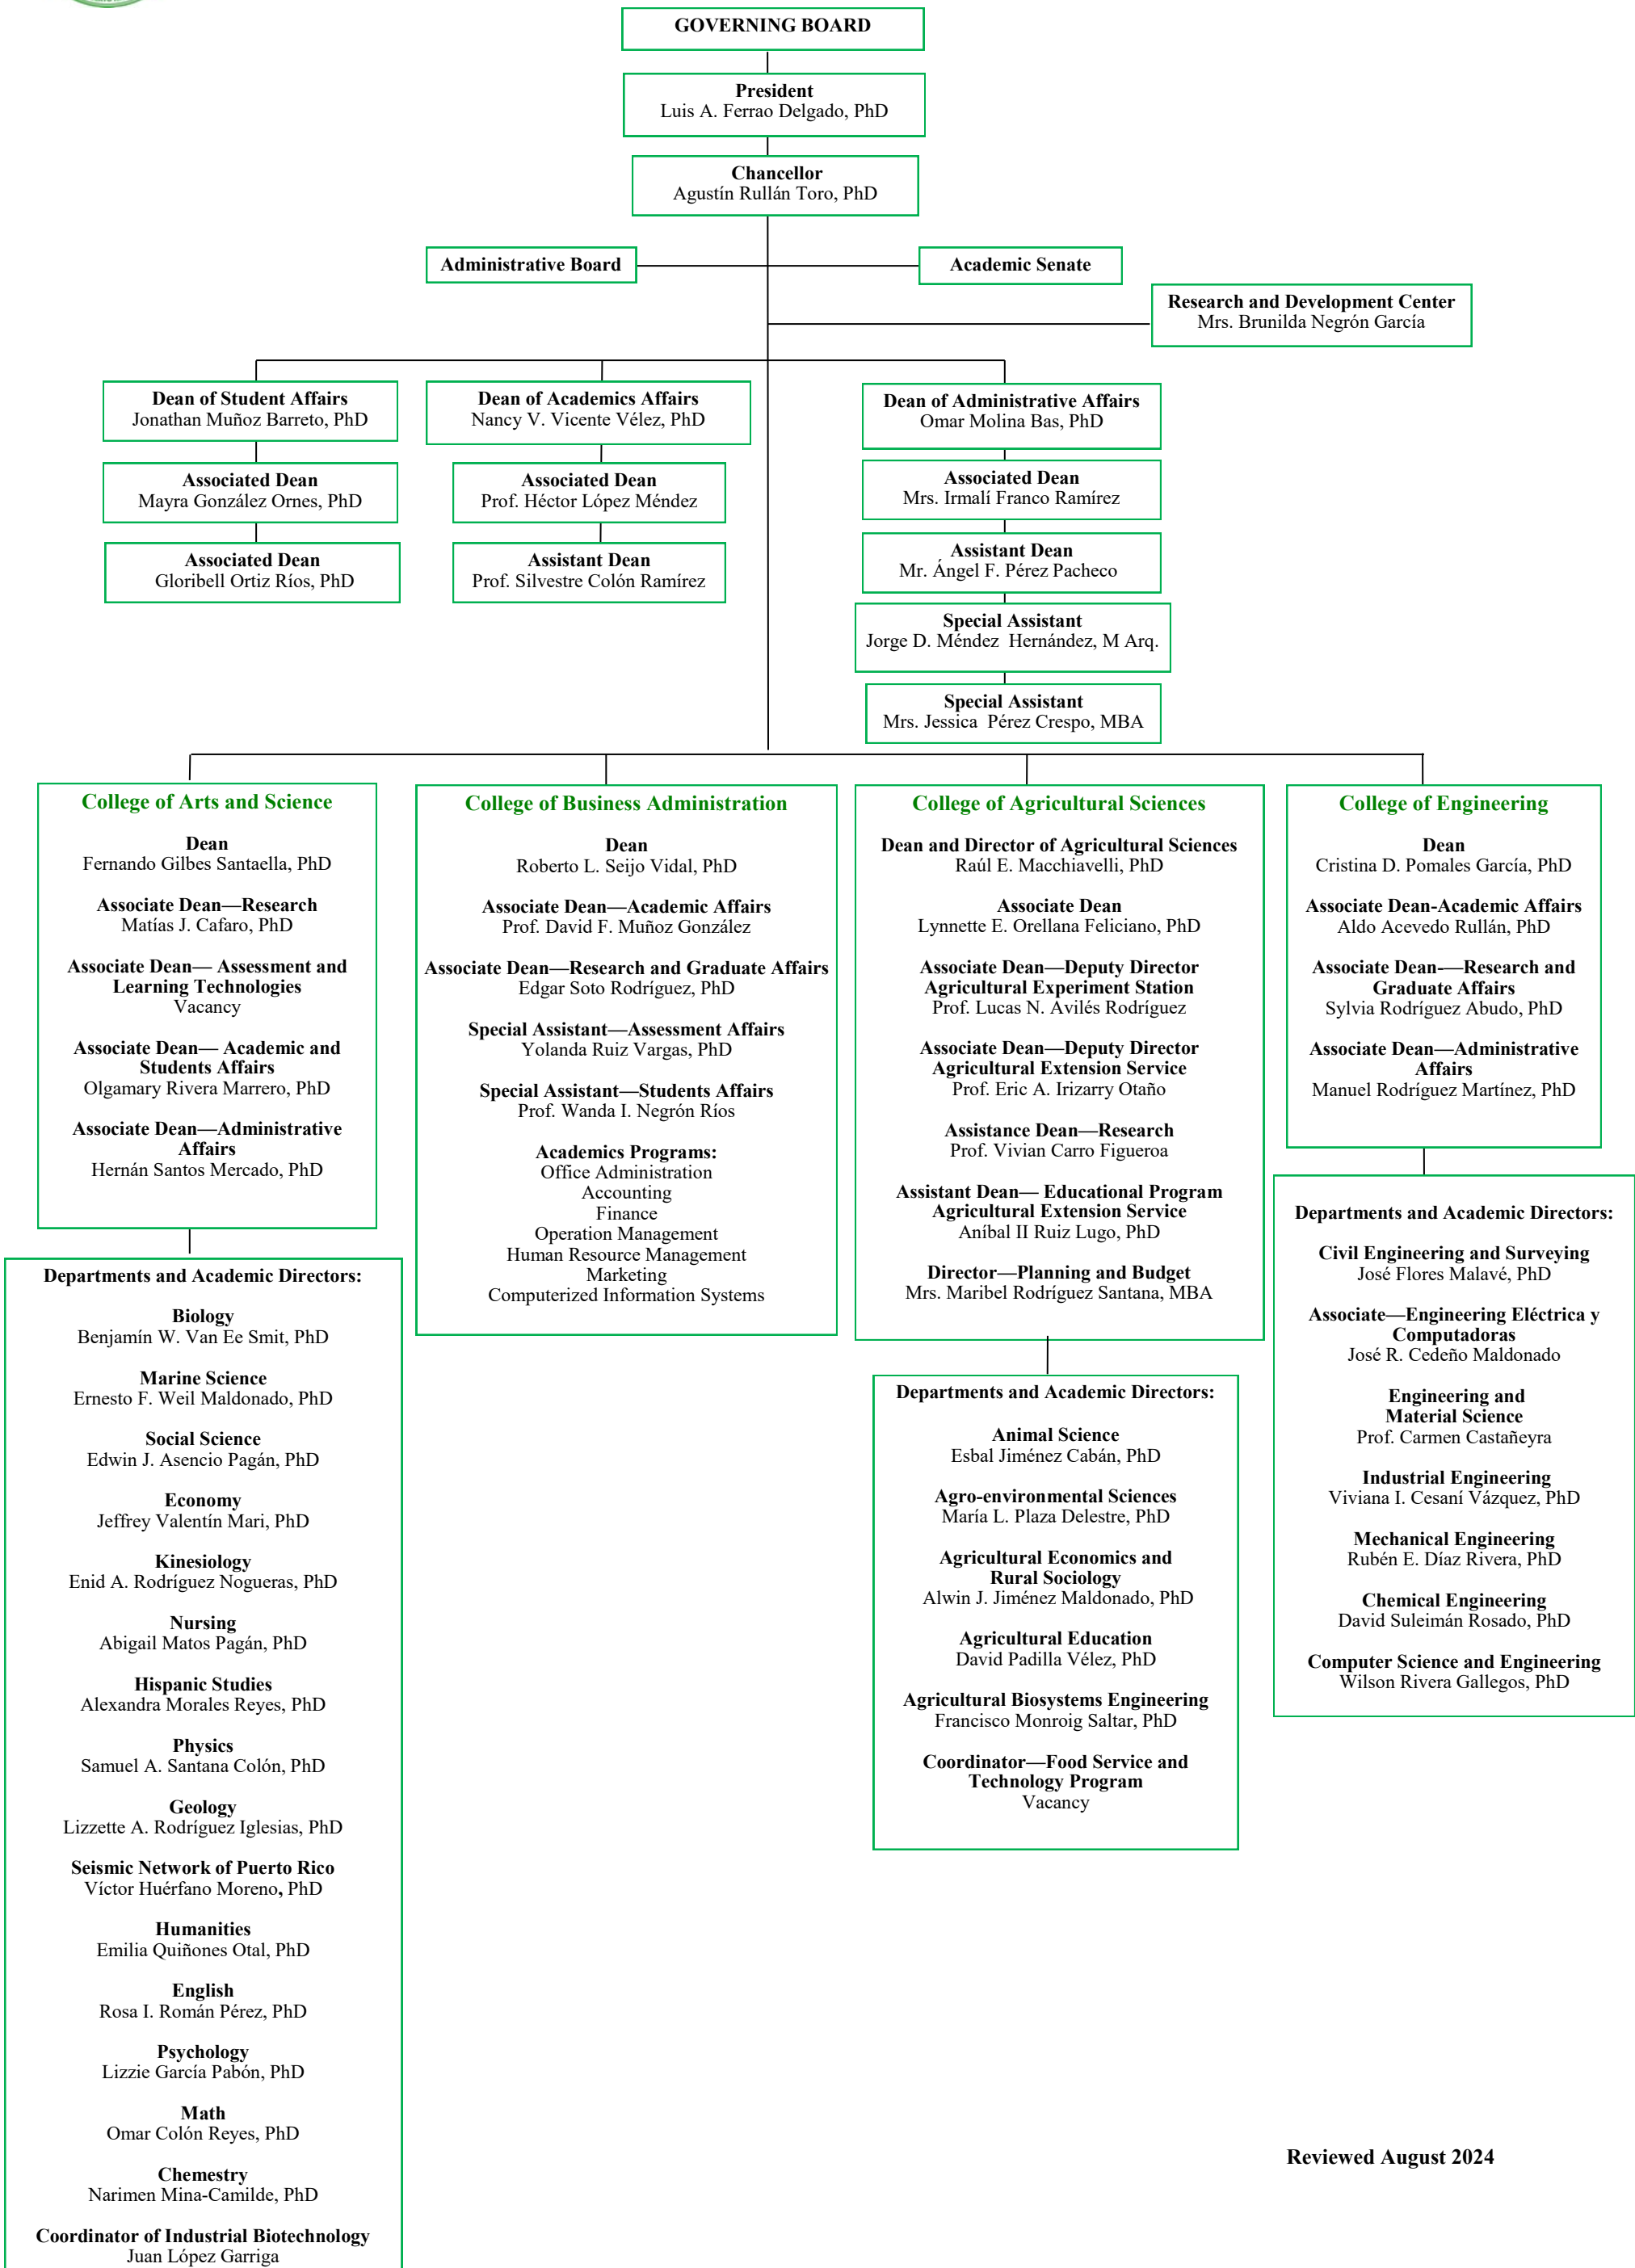 GOVERNING BOARD
President
Luis A. Ferrao Delgado, PhD
Chancellor
Agustín Rullán Toro, PhD
Administrative Board
Academic Senate
Research and Development Center
Mrs. Brunilda Negrón García
Dean of Student Affairs
Jonathan Muñoz Barreto, PhD
Associated Dean
Mayra González Ornes, PhD
Associated Dean
Gloribell Ortiz Ríos, PhD
Dean of Academics Affairs
Nancy V. Vicente Vélez, PhD
Associated Dean
Prof. Héctor López Méndez
Assistant Dean
Prof. Silvestre Colón Ramírez
Dean of Administrative Affairs
Omar Molina Bas, PhD
Associated Dean
Mrs. Irmalí Franco Ramírez
Assistant Dean
Mr. Ángel F. Pérez Pacheco
Special Assistant
Jorge D. Méndez Hernández, M Arq.
Special Assistant
Mrs. Jessica Pérez Crespo, MBA
College of Arts and Science
Dean
Fernando Gilbes Santaella, PhD
Associate Dean—Research
Matías J. Cafaro, PhD
Associate Dean— Assessment and
Learning Technologies
Vacancy
Associate Dean— Academic and
Students Affairs
Olgamary Rivera Marrero, PhD
Associate Dean—Administrative
Affairs
Hernán Santos Mercado, PhD
Departments and Academic Directors:
Biology
Benjamín W. Van Ee Smit, PhD
Marine Science
Ernesto F. Weil Maldonado, PhD
Social Science
Edwin J. Asencio Pagán, PhD
Economy
Jeffrey Valentín Mari, PhD
Kinesiology
Enid A. Rodríguez Nogueras, PhD
Nursing
Abigail Matos Pagán, PhD
Hispanic Studies
Alexandra Morales Reyes, PhD
Physics
Samuel A. Santana Colón, PhD
Geology
Lizzette A. Rodríguez Iglesias, PhD
Seismic Network of Puerto Rico
Víctor Huérfano Moreno, PhD
Humanities
Emilia Quiñones Otal, PhD
English
Rosa I. Román Pérez, PhD
Psychology
Lizzie García Pabón, PhD
Math
Omar Colón Reyes, PhD
Chemestry
Narimen Mina-Camilde, PhD
Coordinator of Industrial Biotechnology
Juan López Garriga
College of Business Administration
Dean
Roberto L. Seijo Vidal, PhD
Associate Dean—Academic Affairs
Prof. David F. Muñoz González
Associate Dean—Research and Graduate Affairs
Edgar Soto Rodríguez, PhD
Special Assistant—Assessment Affairs
Yolanda Ruiz Vargas, PhD
Special Assistant—Students Affairs
Prof. Wanda I. Negrón Ríos
Academics Programs:
Office Administration
Accounting
Finance
Operation Management
Human Resource Management
Marketing
Computerized Information Systems
College of Agricultural Sciences
Dean and Director of Agricultural Sciences
Raúl E. Macchiavelli, PhD
Associate Dean
Lynnette E. Orellana Feliciano, PhD
Associate Dean—Deputy Director
Agricultural Experiment Station
Prof. Lucas N. Avilés Rodríguez
Associate Dean—Deputy Director
Agricultural Extension Service
Prof. Eric A. Irizarry Otaño
Assistance Dean—Research
Prof. Vivian Carro Figueroa
Assistant Dean— Educational Program
Agricultural Extension Service
Aníbal II Ruiz Lugo, PhD
Director—Planning and Budget
Mrs. Maribel Rodríguez Santana, MBA
Departments and Academic Directors:
Animal Science
Esbal Jiménez Cabán, PhD
Agro-environmental Sciences
María L. Plaza Delestre, PhD
Agricultural Economics and
Rural Sociology
Alwin J. Jiménez Maldonado, PhD
Agricultural Education
David Padilla Vélez, PhD
Agricultural Biosystems Engineering
Francisco Monroig Saltar, PhD
Coordinator—Food Service and
Technology Program
Vacancy
College of Engineering
Dean
Cristina D. Pomales García, PhD
Associate Dean-Academic Affairs
Aldo Acevedo Rullán, PhD
Associate Dean-—Research and
Graduate Affairs
Sylvia Rodríguez Abudo, PhD
Associate Dean—Administrative
Affairs
Manuel Rodríguez Martínez, PhD
Departments and Academic Directors:
Civil Engineering and Surveying
José Flores Malavé, PhD
Associate—Engineering Eléctrica y
Computadoras
José R. Cedeño Maldonado
Engineering and
Material Science
Prof. Carmen Castañeyra
Industrial Engineering
Viviana I. Cesaní Vázquez, PhD
Mechanical Engineering
Rubén E. Díaz Rivera, PhD
Chemical Engineering
David Suleimán Rosado, PhD
Computer Science and Engineering
Wilson Rivera Gallegos, PhD
Reviewed August 2024